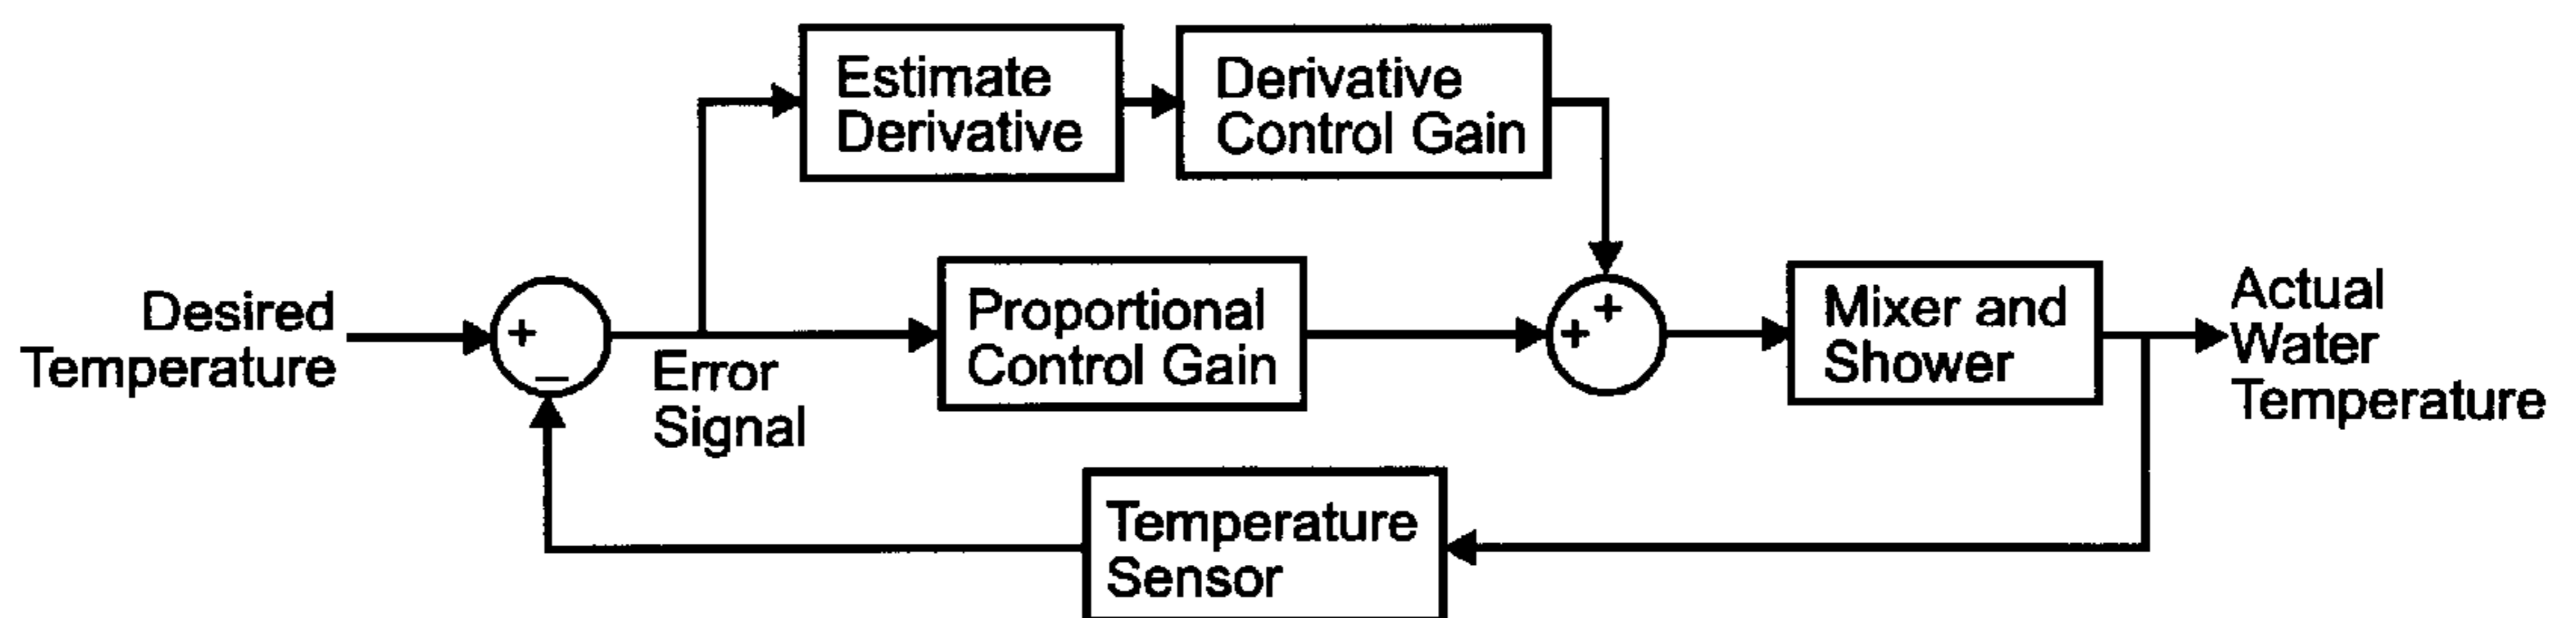 Estimate
Derivative
Derivative
Control Gain
Desired
Temperature
+
−
Error
Signal
Proportional
Control Gain
+
+
Mixer and
Shower
Actual
Water
Temperature
Temperature
Sensor